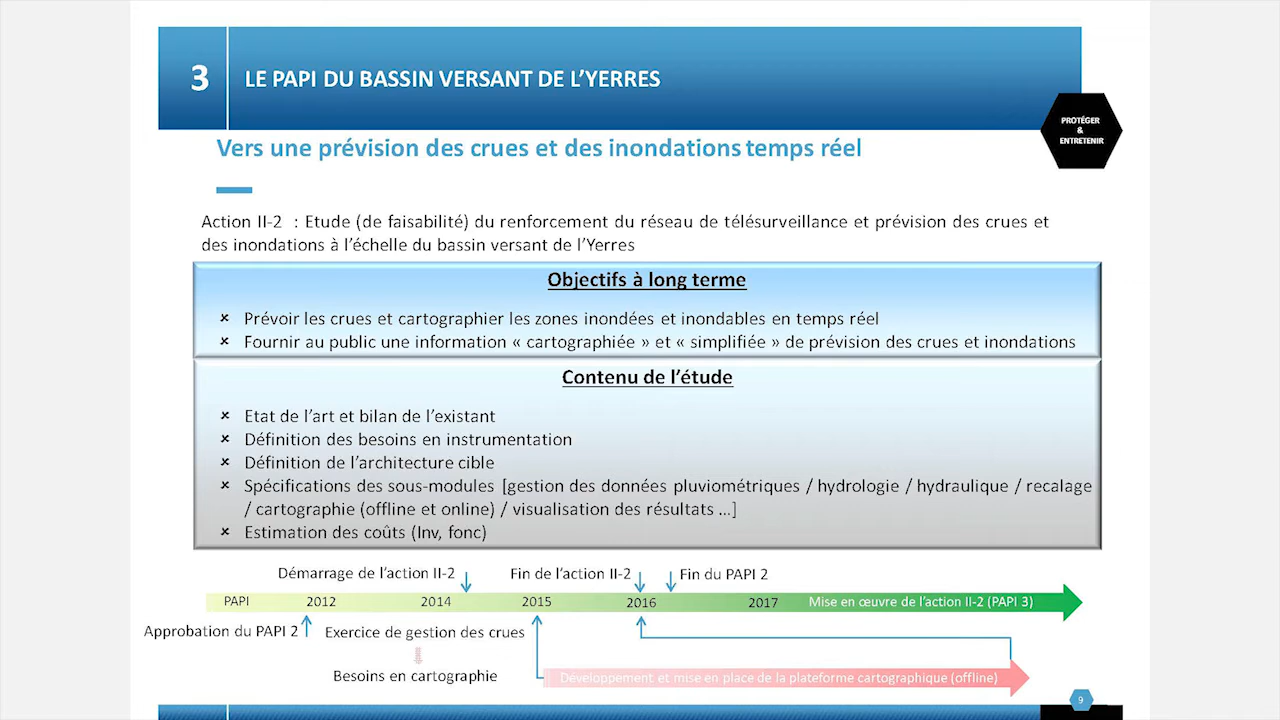 3
LE PAPI DU BASSIN VERSANT DE L'YERRES
PROTÉGER
&
ENTRETENIR
Vers une prévision des crues et des inondations temps réel
Action II-2 : Etude (de faisabilité) du renforcement du réseau de télésurveillance et prévision des crues et
des inondations à l'échelle du bassin versant de l'Yerres
Objectifs à long terme
× Prévoir les crues et cartographier les zones inondées et inondables en temps réel
× Fournir au public une information « cartographiée » et « simplifiée » de prévision des crues et inondations
Contenu de l'étude
× Etat de l'art et bilan de l'existant
× Définition des besoins en instrumentation
× Définition de l'architecture cible
× Spécifications des sous-modules [gestion des données pluviométriques / hydrologie / hydraulique / recalage
/ cartographie (offline et online) / visualisation des résultats …]
× Estimation des coûts (Inv, fonc)
Démarrage de l'action II-2 Fin de l'action II-2 Fin du PAPI 2
PAPI 2012 2014 2015 2016 2017 Mise en œuvre de l'action II-2 (PAPI 3)
Approbation du PAPI 2 Exercice de gestion des crues
Besoins en cartographie Développement et mise en place de la plateforme cartographique (offline)
9